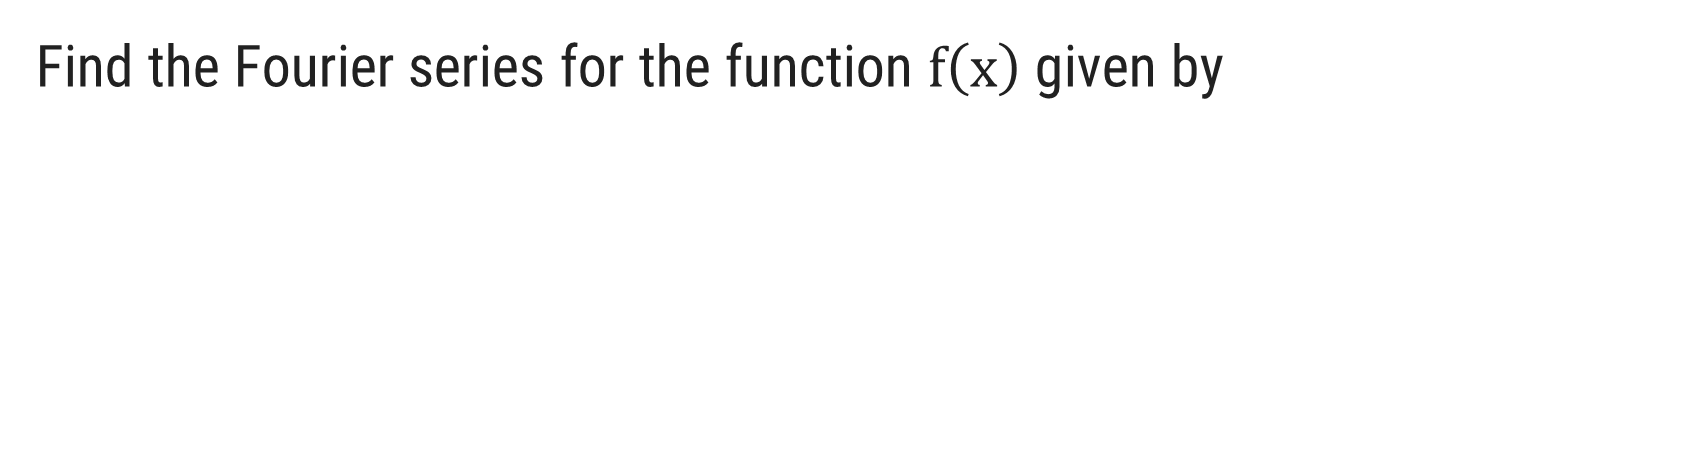 Find the Fourier series for the function f(x) given by